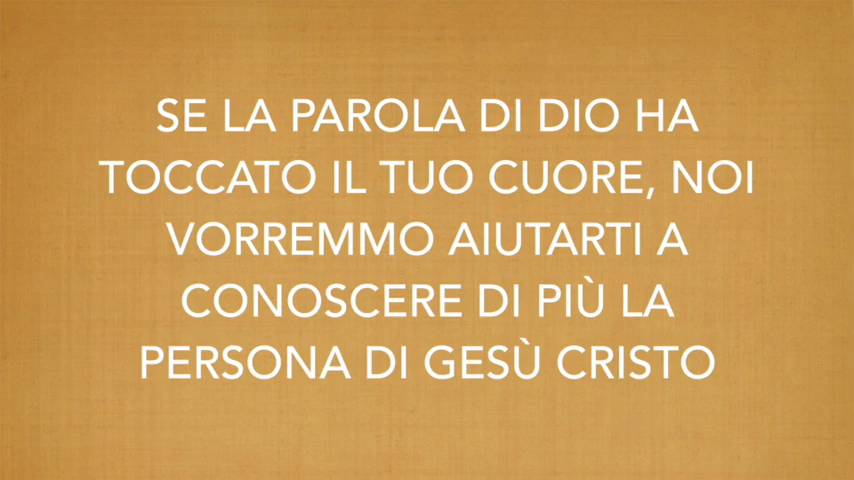 SE LA PAROLA DI DIO HA
TOCCATO IL TUO CUORE, NOI
VORREMMO AIUTARTI A
CONOSCERE DI PIÙ LA
PERSONA DI GESÙ CRISTO